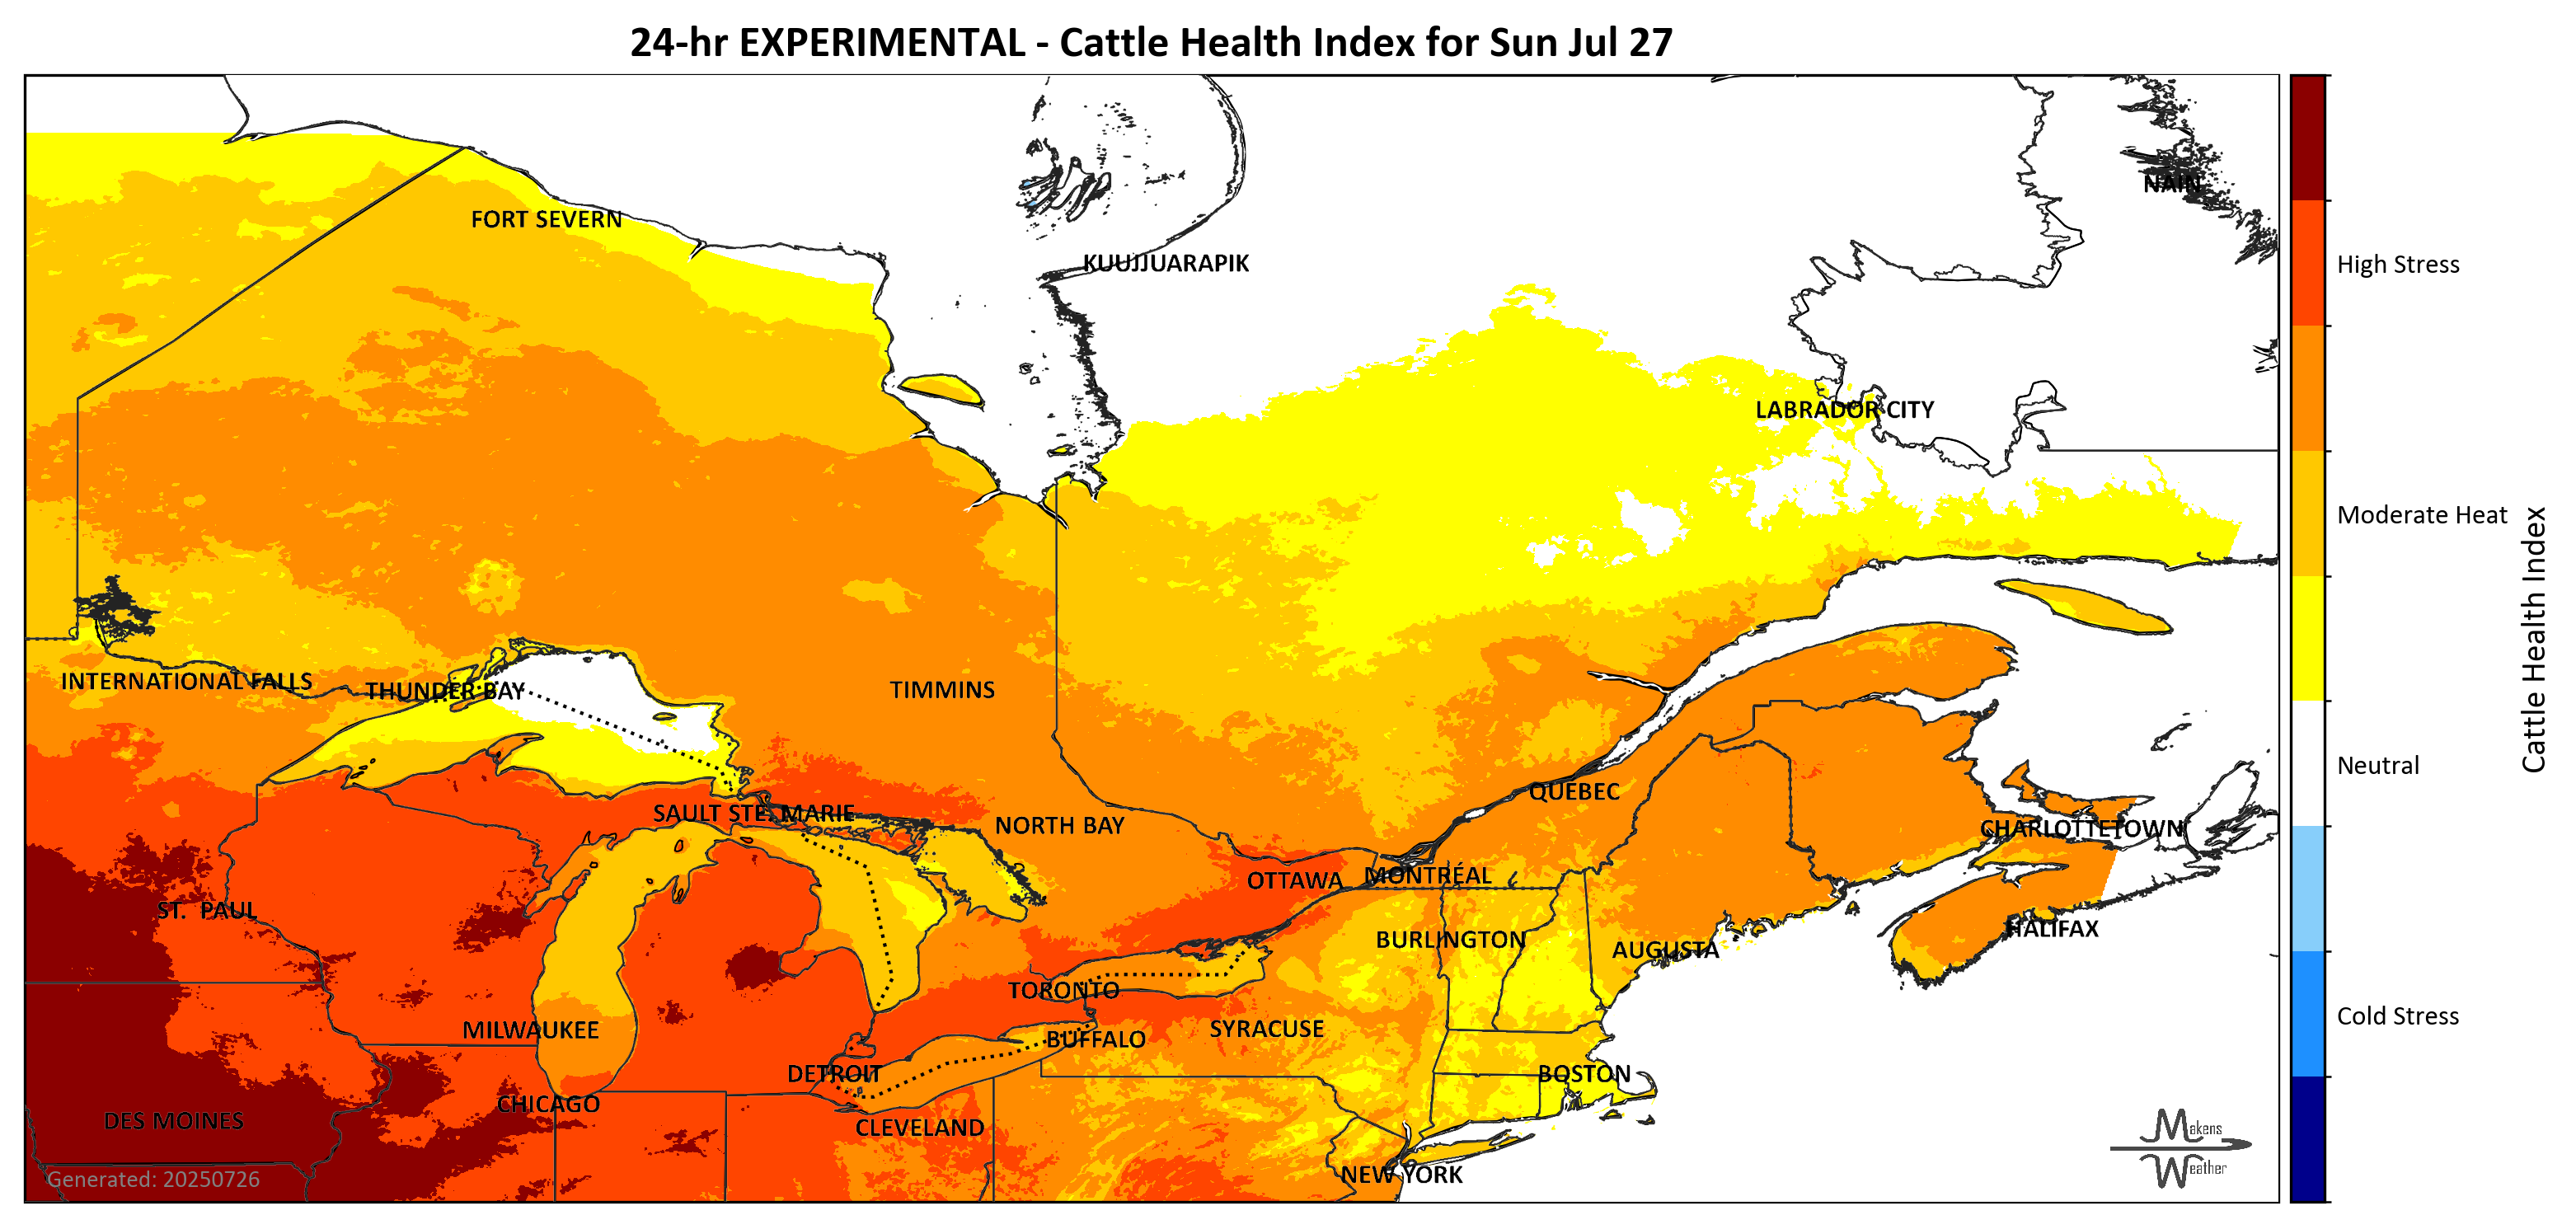 24-hr EXPERIMENTAL - Cattle Health Index for Sun Jul 27
NAIN
FORT SEVERN
KUUJJUARAPIK
High Stress
LABRADOR CITY
Moderate Heat
INTERNATIONAL FALLS
THUNDER BAY
TIMMINS
Cattle Health Index
Neutral
QUEBEC
SAULT STE. MARIE
NORTH BAY
CHARLOTTETOWN
OTTAWA
MONTRÉAL
ST. PAUL
HALIFAX
BURLINGTON
AUGUSTA
TORONTO
Cold Stress
MILWAUKEE
SYRACUSE
BUFFALO
DETROIT
BOSTON
CHICAGO
DES MOINES
CLEVELAND
Makens
Weather
NEW YORK
Generated: 20250726